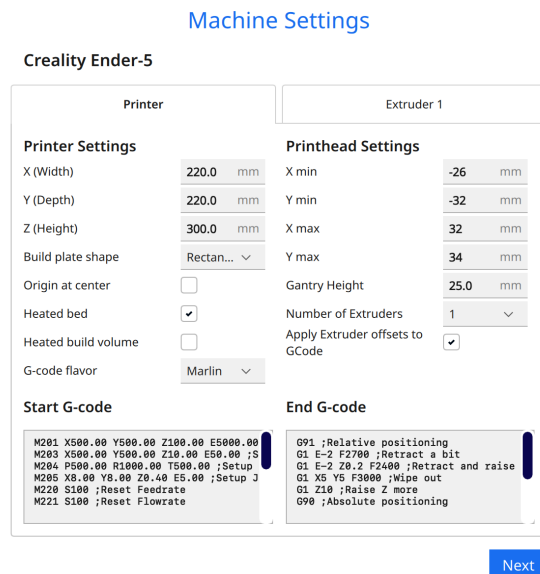 Machine Settings
Creality Ender-5
Printer
Extruder 1
Printer Settings
X (Width)
220.0 mm
Y (Depth)
220.0 mm
Z (Height)
300.0 mm
Build plate shape
Rectan...
Origin at center
Heated bed
Heated build volume
G-code flavor
Marlin
Printhead Settings
X min
-26 mm
Y min
-32 mm
X max
32 mm
Y max
34 mm
Gantry Height
25.0 mm
Number of Extruders
1
Apply Extruder offsets to
GCode
Start G-code
M201 X500.00 Y500.00 Z100.00 E5000.00
M203 X500.00 Y500.00 Z10.00 E50.00 ;S
M204 P500.00 R1000.00 T500.00 ;Setup
M205 X8.00 Y8.00 Z0.40 E5.00 ;Setup J
M220 S100 ;Reset Feedrate
M221 S100 ;Reset Flowrate
End G-code
G91 ;Relative positioning
G1 E-2 F2700 ;Retract a bit
G1 E-2 Z0.2 F2400 ;Retract and raise
G1 X5 Y5 F3000 ;Wipe out
G1 Z10 ;Raise Z more
G90 ;Absolute positioning
Next